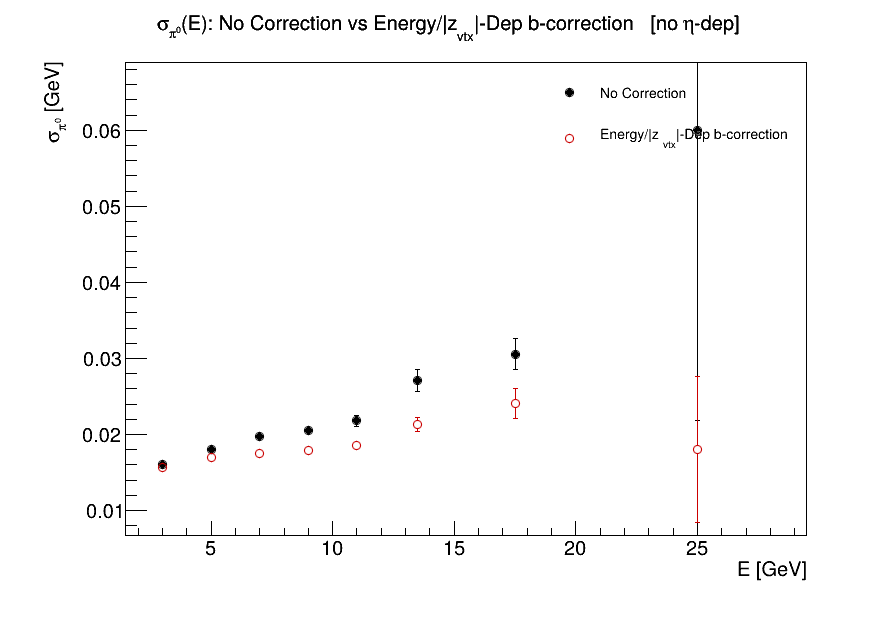 σπ0(E): No Correction vs Energy/|zvtx|-Dep b-correction [no η-dep]
σπ0 [GeV]
No Correction
Energy/|zvtx|-Dep b-correction
0.06
0.05
0.04
0.03
0.02
0.01
5 10 15 20 25
E [GeV]